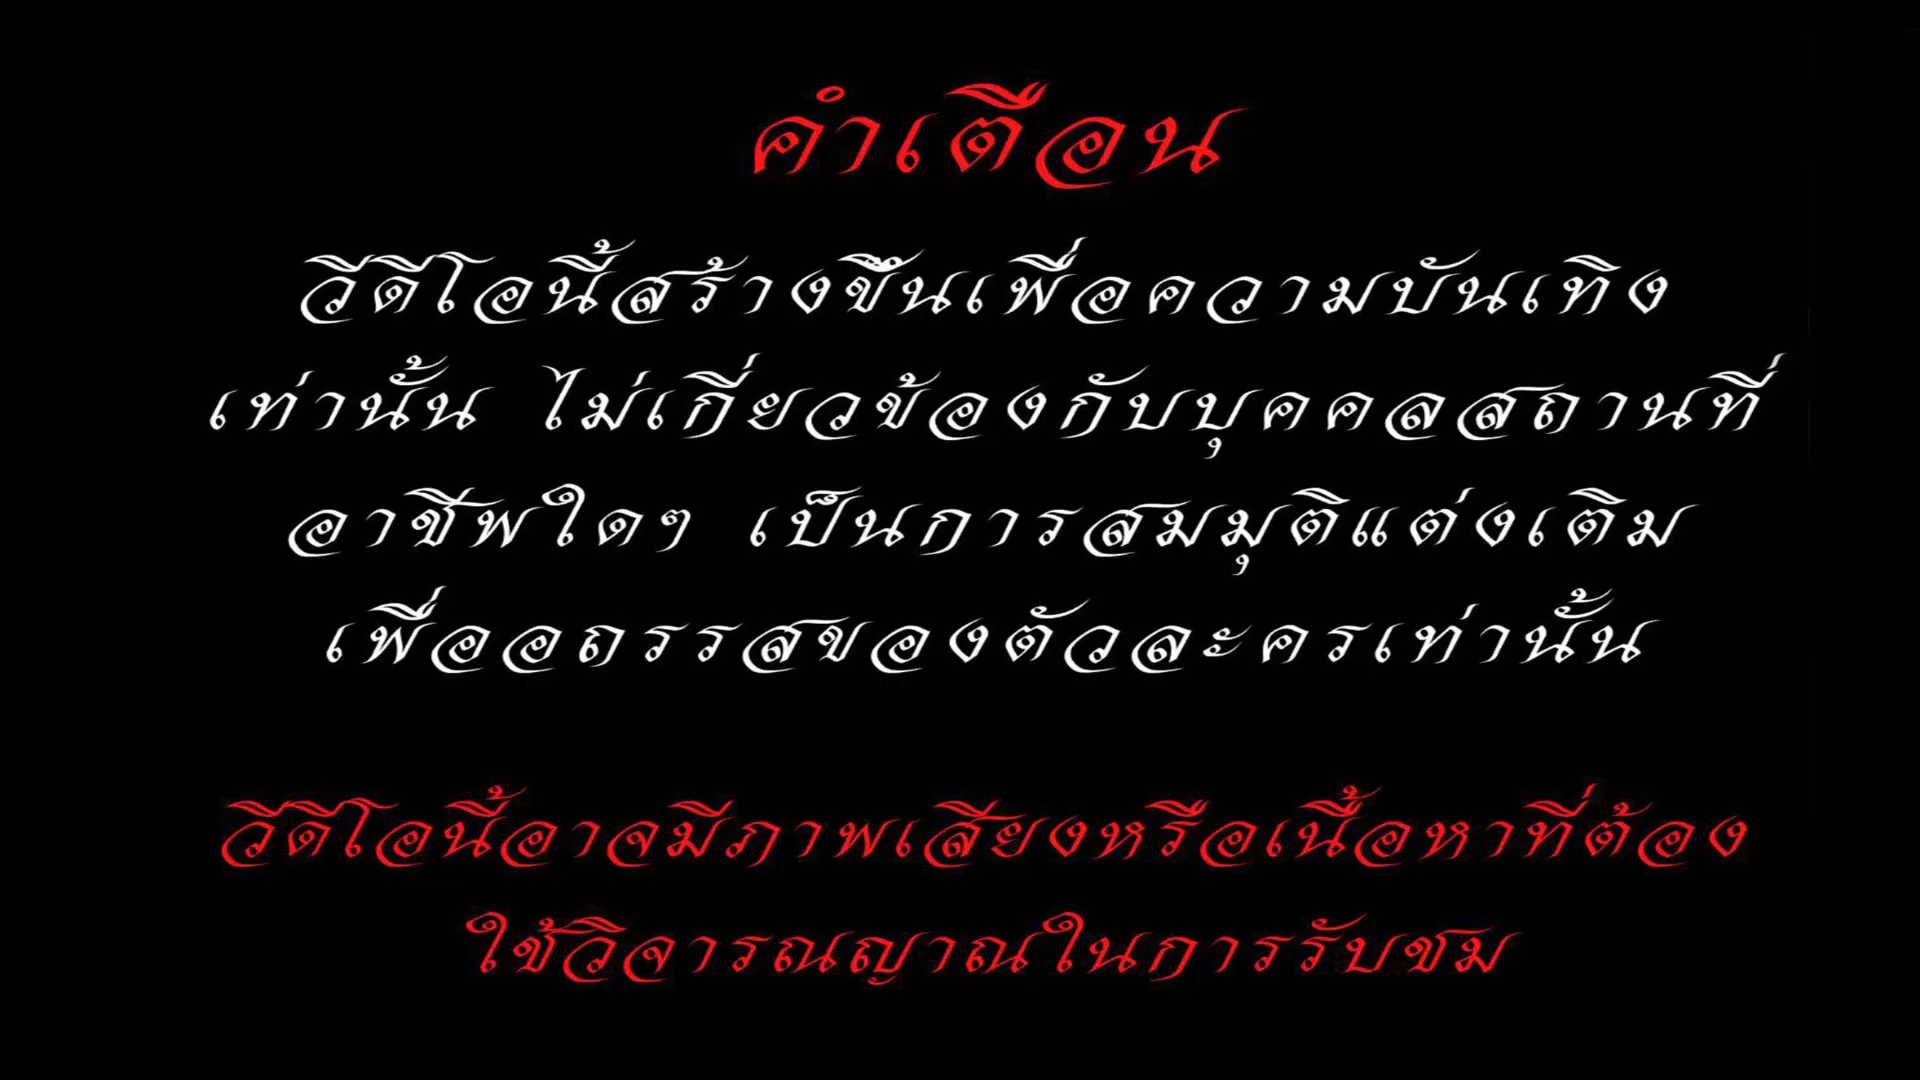 คำเตือน
วีดีโอนี้สร้างขึ้นเพื่อความบันเทิง
เท่านั้น ไม่เกี่ยวข้องกับบุคคลสถานที่
อาชีพใดๆ เป็นการสมมุติแต่งเติม
เพื่ออถรรสของตัวละครเท่านั้น
วีดีโอนี้อาจมีภาพเสียงหรือเนื้อหาที่ต้อง
ใช้วิจารณญาณในการรับชม